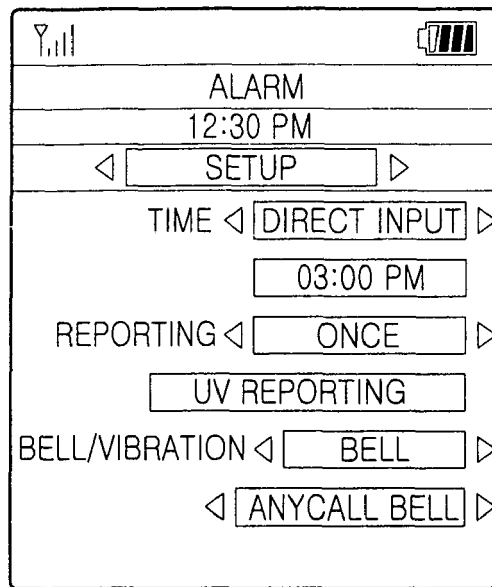 ALARM
12:30 PM
SETUP
TIME DIRECT INPUT
03:00 PM
REPORTING ONCE
UV REPORTING
BELL/VIBRATION BELL
ANYCALL BELL